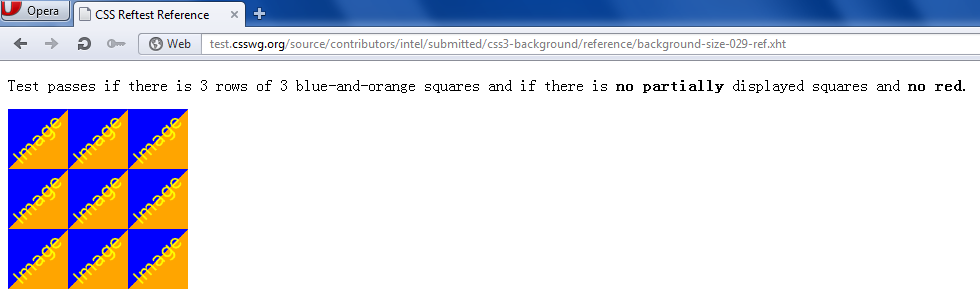 Opera
CSS Reftest Reference
Web
test.csswg.org/source/contributors/intel/submitted/css3-background/reference/background-size-029-ref.xht
Test passes if there is 3 rows of 3 blue-and-orange squares and if there is no partially displayed squares and no red.
Image Image Image
Image Image Image
Image Image Image